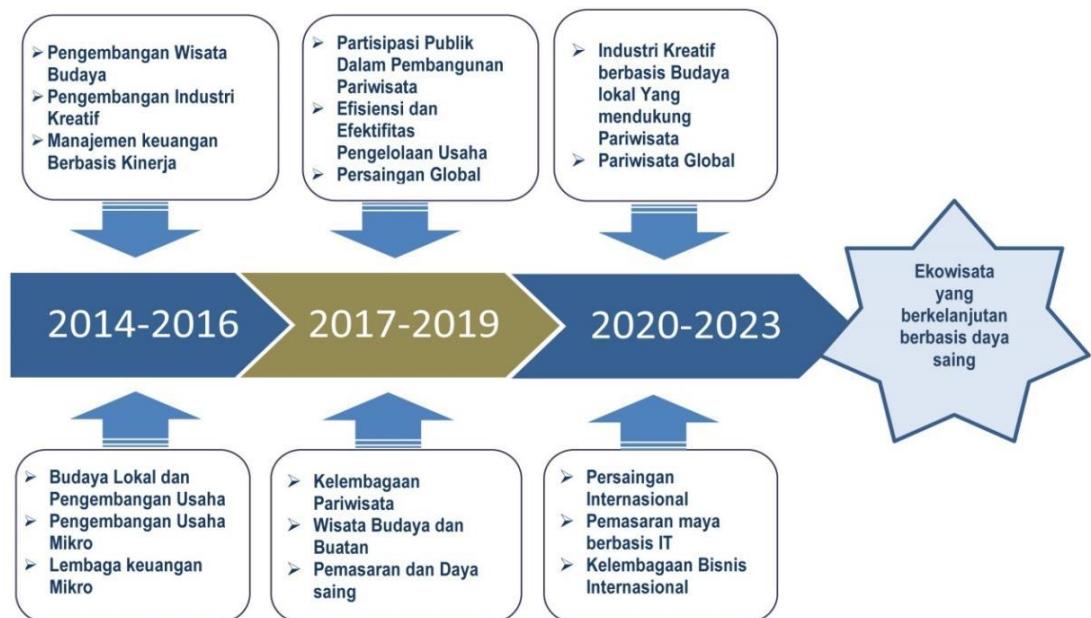 ➢ Pengembangan Wisata
Budaya
➢ Pengembangan Industri
Kreatif
➢ Manajemen keuangan
Berbasis Kinerja
➢ Partisipasi Publik
Dalam Pembangunan
Pariwisata
➢ Efisiensi dan
Efektifitas
Pengelolaan Usaha
➢ Persaingan Global
➢ Industri Kreatif
berbasis Budaya
lokal Yang
mendukung
Pariwisata
➢ Pariwisata Global
2014-2016
2017-2019
2020-2023
Ekowisata
yang
berkelanjutan
berbasis daya
saing
➢ Budaya Lokal dan
Pengembangan Usaha
➢ Pengembangan Usaha
Mikro
➢ Lembaga keuangan
Mikro
➢ Kelembagaan
Pariwisata
➢ Wisata Budaya dan
Buatan
➢ Pemasaran dan Daya
saing
➢ Persaingan
Internasional
➢ Pemasaran maya
berbasis IT
➢ Kelembagaan Bisnis
Internasional